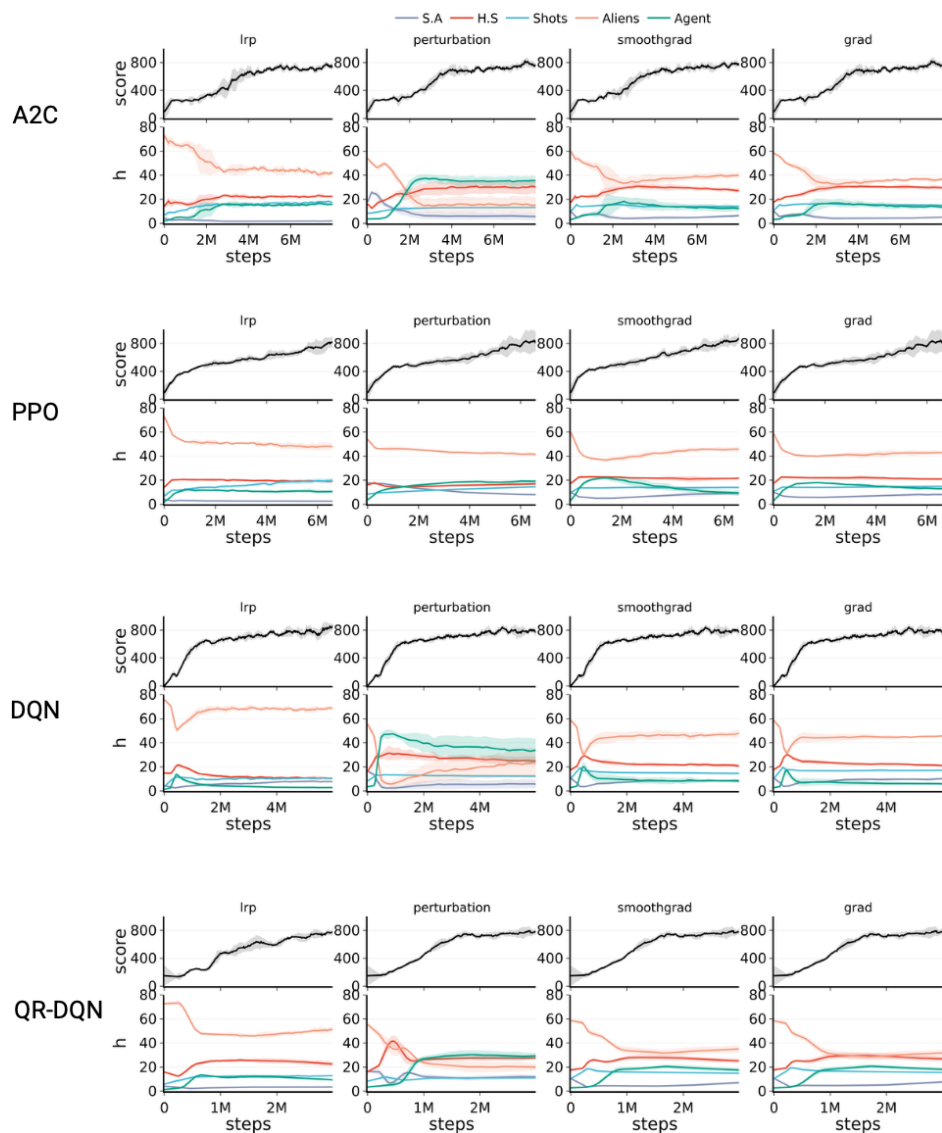 S.A H.S Shots Aliens Agent
lrp perturbation smoothgrad grad
A2C
score
800 800 800 800
400 400 400 400
0 0 0 0
h
80 80 80 80
60 60 60 60
40 40 40 40
20 20 20 20
0 0 0 0
0 2M 4M 6M 0 2M 4M 6M 0 2M 4M 6M 0 2M 4M 6M
steps steps steps steps
lrp perturbation smoothgrad grad
PPO
score
800 800 800 800
400 400 400 400
0 0 0 0
h
80 80 80 80
60 60 60 60
40 40 40 40
20 20 20 20
0 0 0 0
0 2M 4M 6M 0 2M 4M 6M 0 2M 4M 6M 0 2M 4M 6M
steps steps steps steps
lrp perturbation smoothgrad grad
DQN
score
800 800 800 800
400 400 400 400
0 0 0 0
h
80 80 80 80
60 60 60 60
40 40 40 40
20 20 20 20
0 0 0 0
0 2M 4M 0 2M 4M 0 2M 4M 0 2M 4M
steps steps steps steps
lrp perturbation smoothgrad grad
QR-DQN
score
800 800 800 800
400 400 400 400
0 0 0 0
h
80 80 80 80
60 60 60 60
40 40 40 40
20 20 20 20
0 0 0 0
0 1M 2M 0 1M 2M 0 1M 2M 0 1M 2M
steps steps steps steps